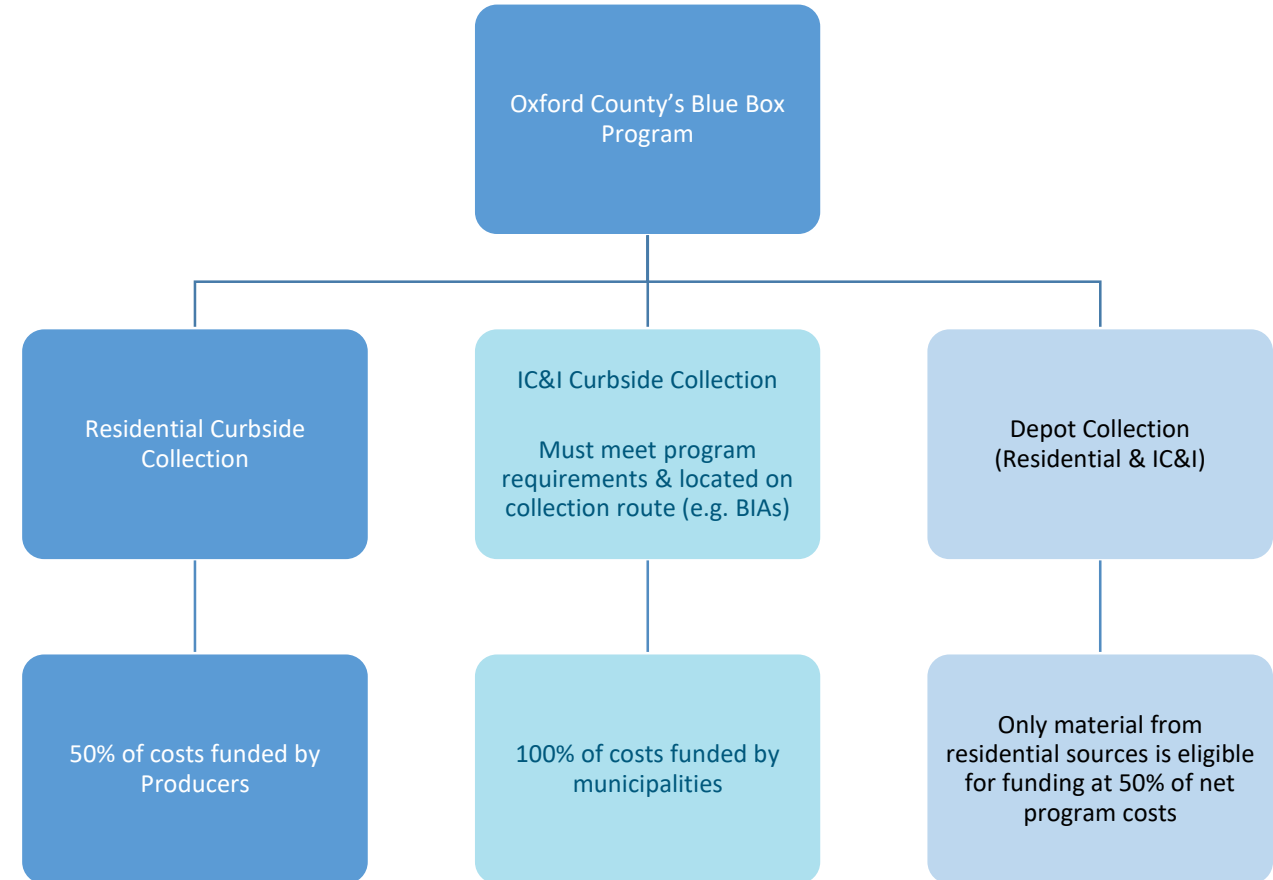 Oxford County’s Blue Box
Program
Residential Curbside
Collection
IC&I Curbside Collection
Must meet program
requirements & located on
collection route (e.g. BIAs)
Depot Collection
(Residential & IC&I)
50% of costs funded by
Producers
100% of costs funded by
municipalities
Only material from
residential sources is eligible
for funding at 50% of net
program costs